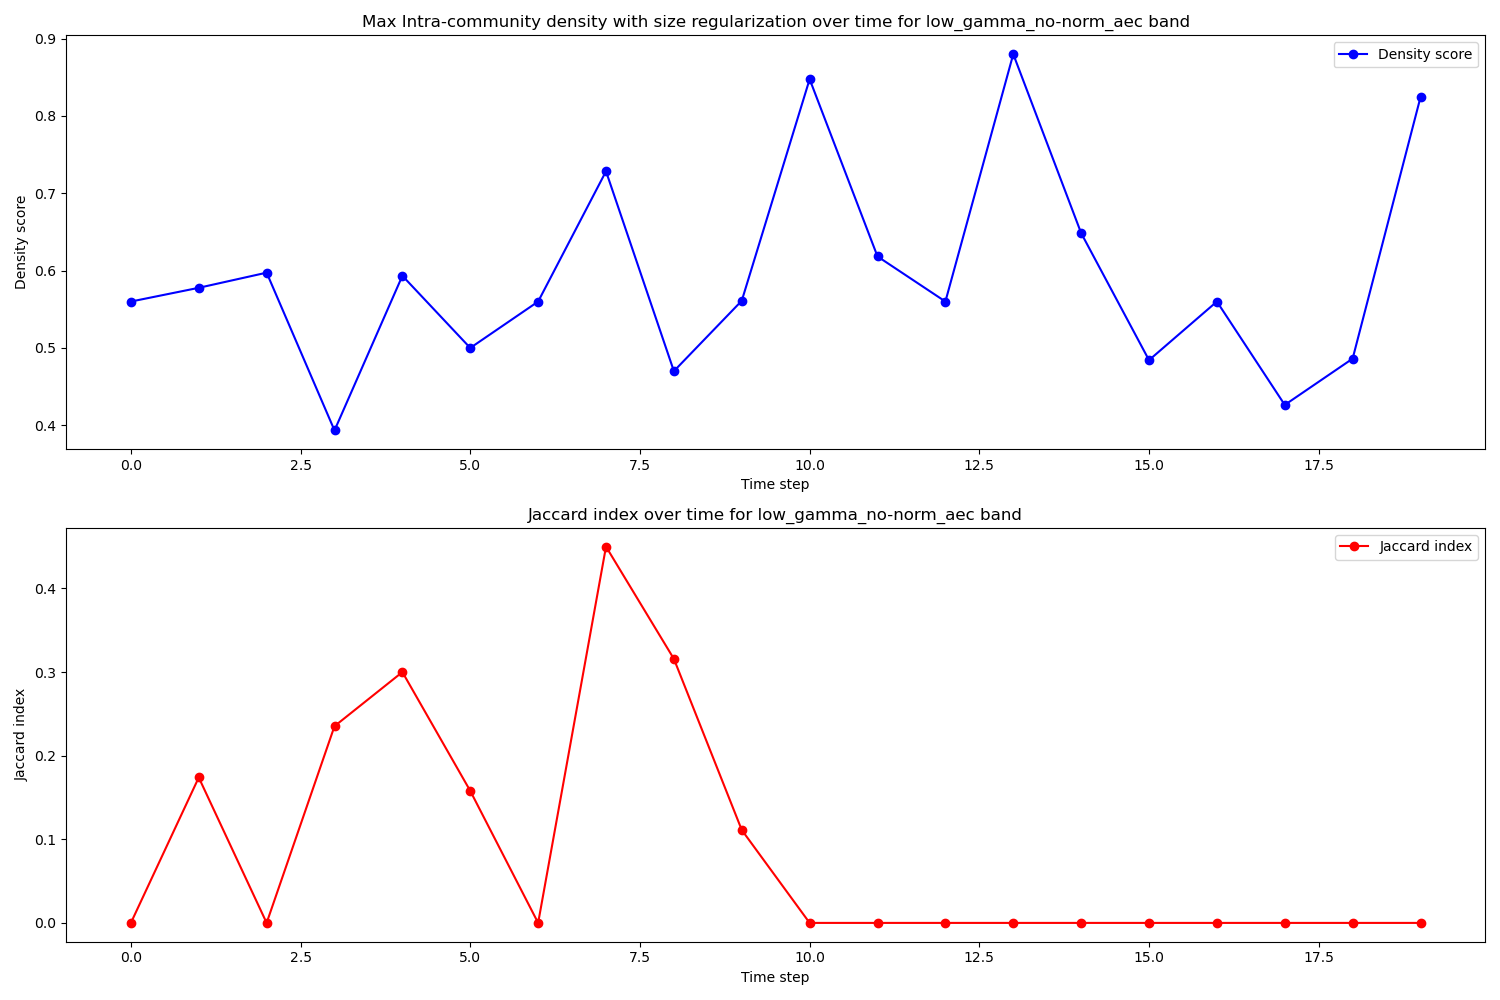 Max Intra-community density with size regularization over time for low_gamma_no-norm_aec band
Density score
0.9
0.8
0.7
0.6
0.5
0.4
Density score
0.0 2.5 5.0 7.5 10.0 12.5 15.0 17.5
Time step
Jaccard index over time for low_gamma_no-norm_aec band
Jaccard index
0.4
0.3
0.2
0.1
0.0
Jaccard index
0.0 2.5 5.0 7.5 10.0 12.5 15.0 17.5
Time step